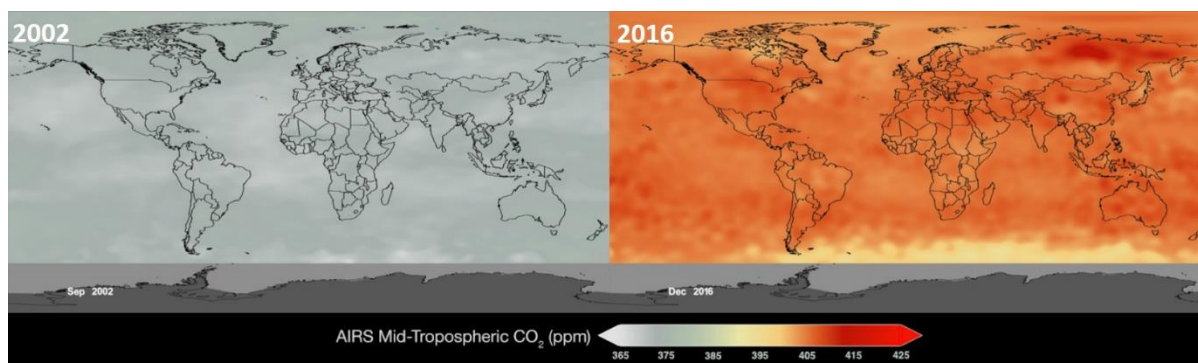 2002
2016
Sep 2002
Dec 2016
AIRS Mid-Tropospheric CO₂ (ppm)
365 375 385 395 405 415 425